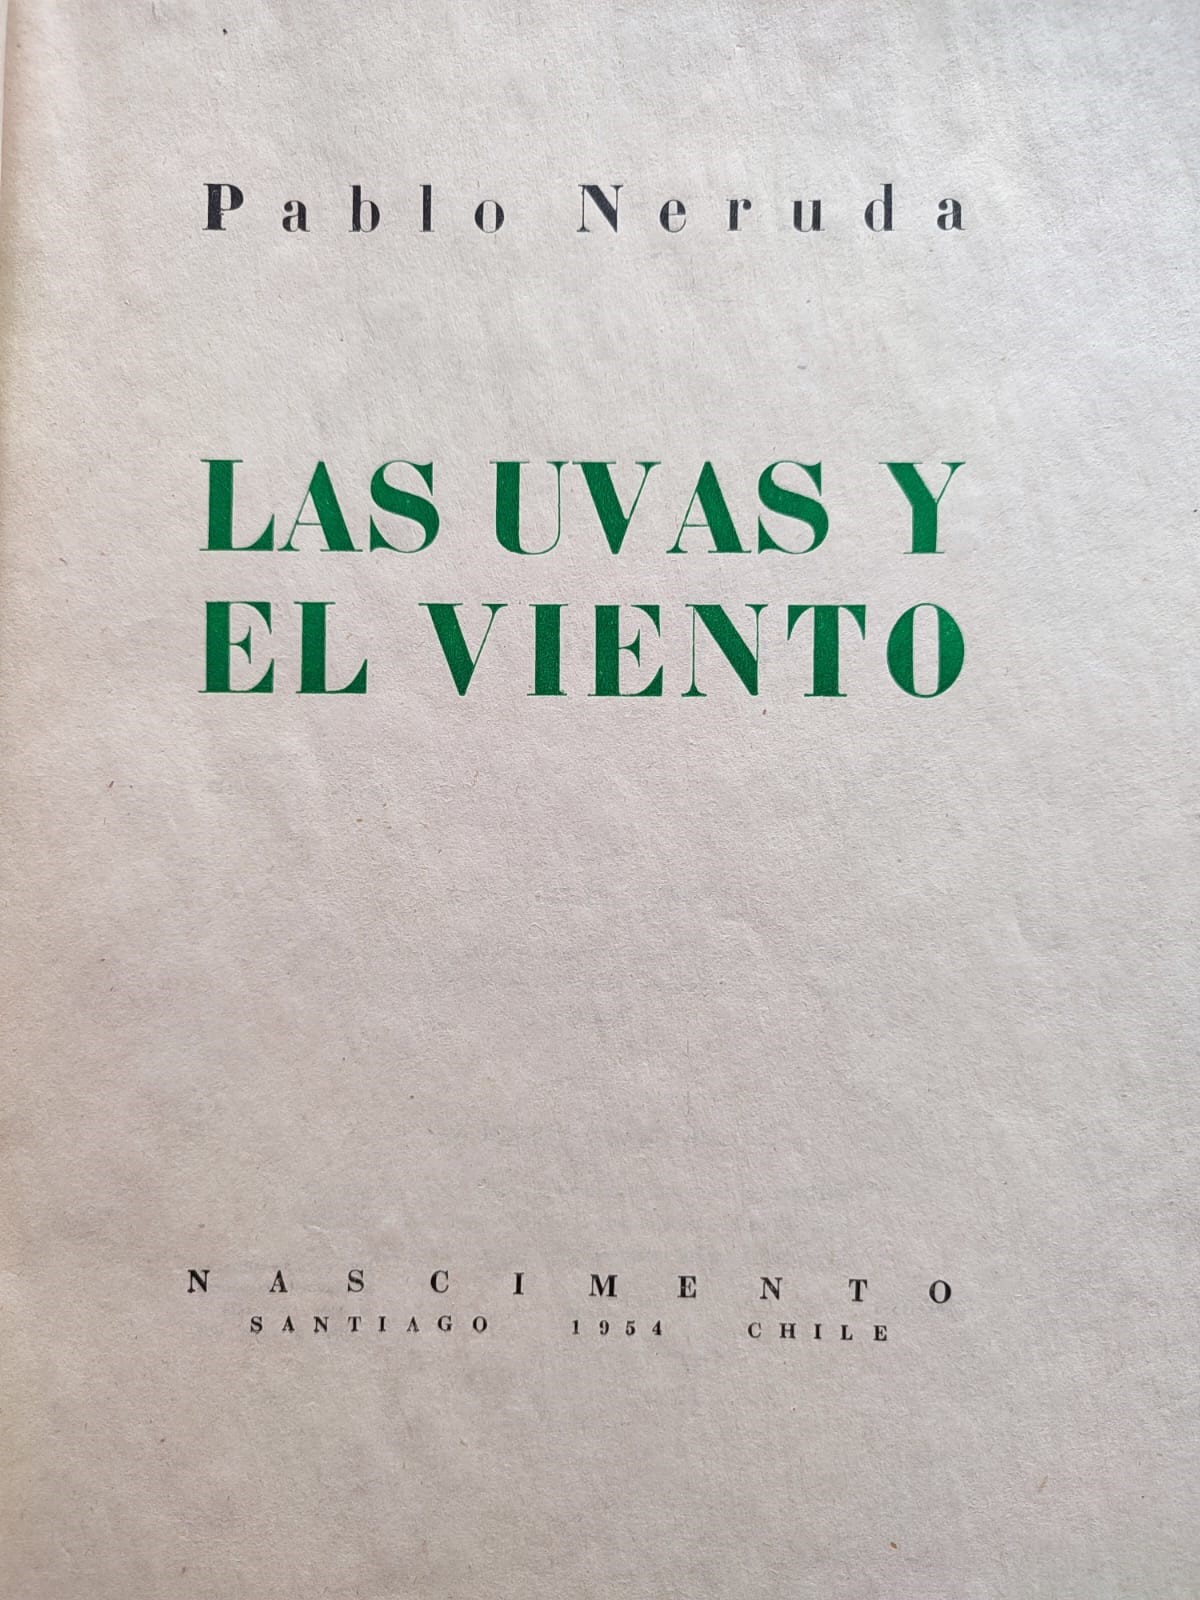 Pablo Neruda
LAS UVAS Y
EL VIENTO
NASCIMENTO
SANTIAGO 1954 CHILE